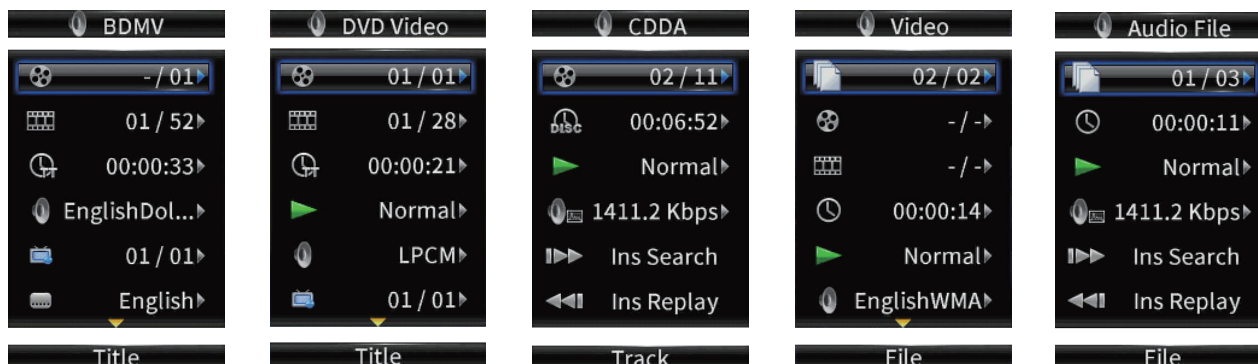 BDMV
- / 01
01 / 52
00:00:33
EnglishDol...
01 / 01
English
Title
DVD Video
01 / 01
01 / 28
00:00:21
Normal
LPCM
01 / 01
Title
CDDA
02 / 11
DISC 00:06:52
Normal
1411.2 Kbps
Ins Search
Ins Replay
Track
Video
02 / 02
- / -
- / -
00:00:14
Normal
EnglishWMA
File
Audio File
01 / 03
00:00:11
Normal
1411.2 Kbps
Ins Search
Ins Replay
File